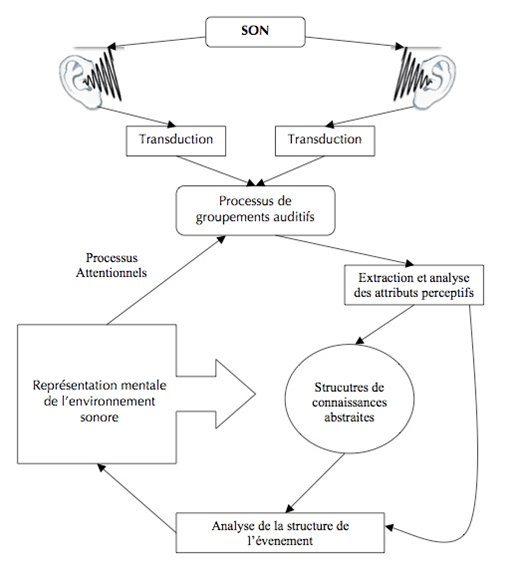 SON
Transduction
Transduction
Processus de
groupements auditifs
Processus
Attentionnels
Extraction et analyse
des attributs perceptifs
Représentation mentale
de l'environnement
sonore
Strucutres de
connaissances
abstraites
Analyse de la structure de
l'évenement